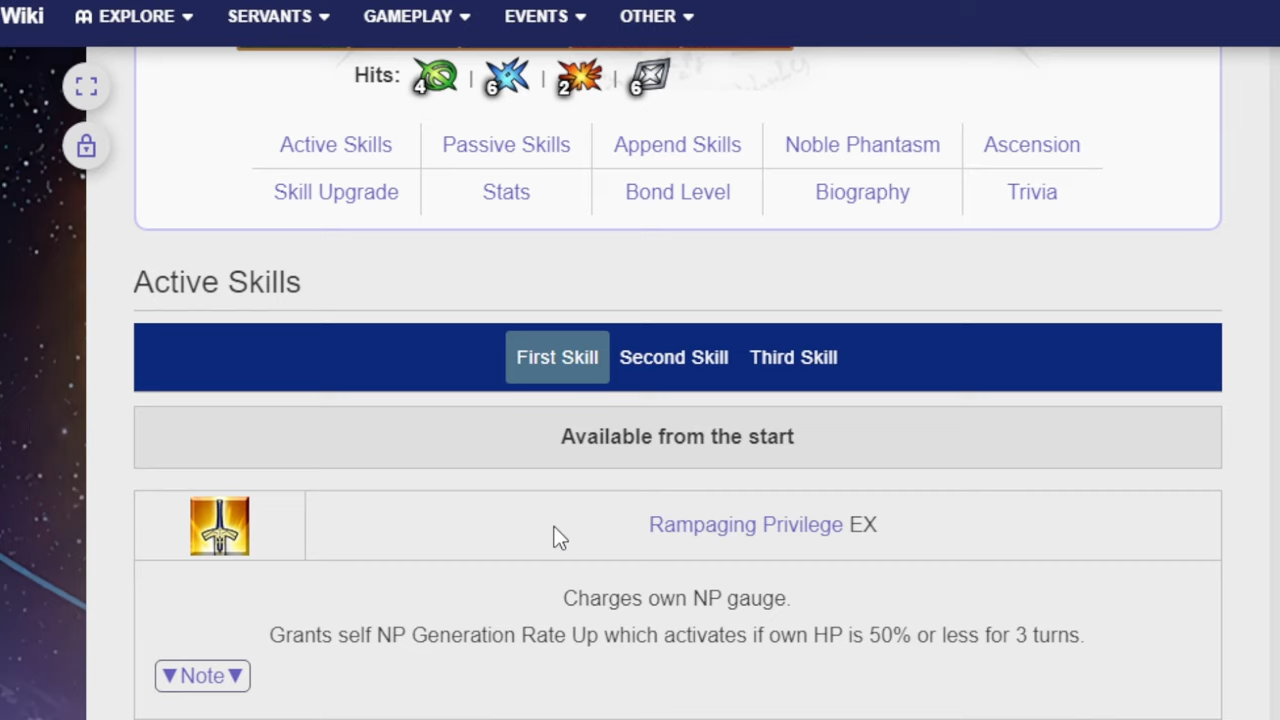 Wiki EXPLORE SERVANTS GAMEPLAY EVENTS OTHER
Hits: 4 | 6 | 2 | 6
Active Skills Passive Skills Append Skills Noble Phantasm Ascension
Skill Upgrade Stats Bond Level Biography Trivia
Active Skills
First Skill Second Skill Third Skill
Available from the start
Rampaging Privilege EX
Charges own NP gauge.
Grants self NP Generation Rate Up which activates if own HP is 50% or less for 3 turns.
▼Note▼